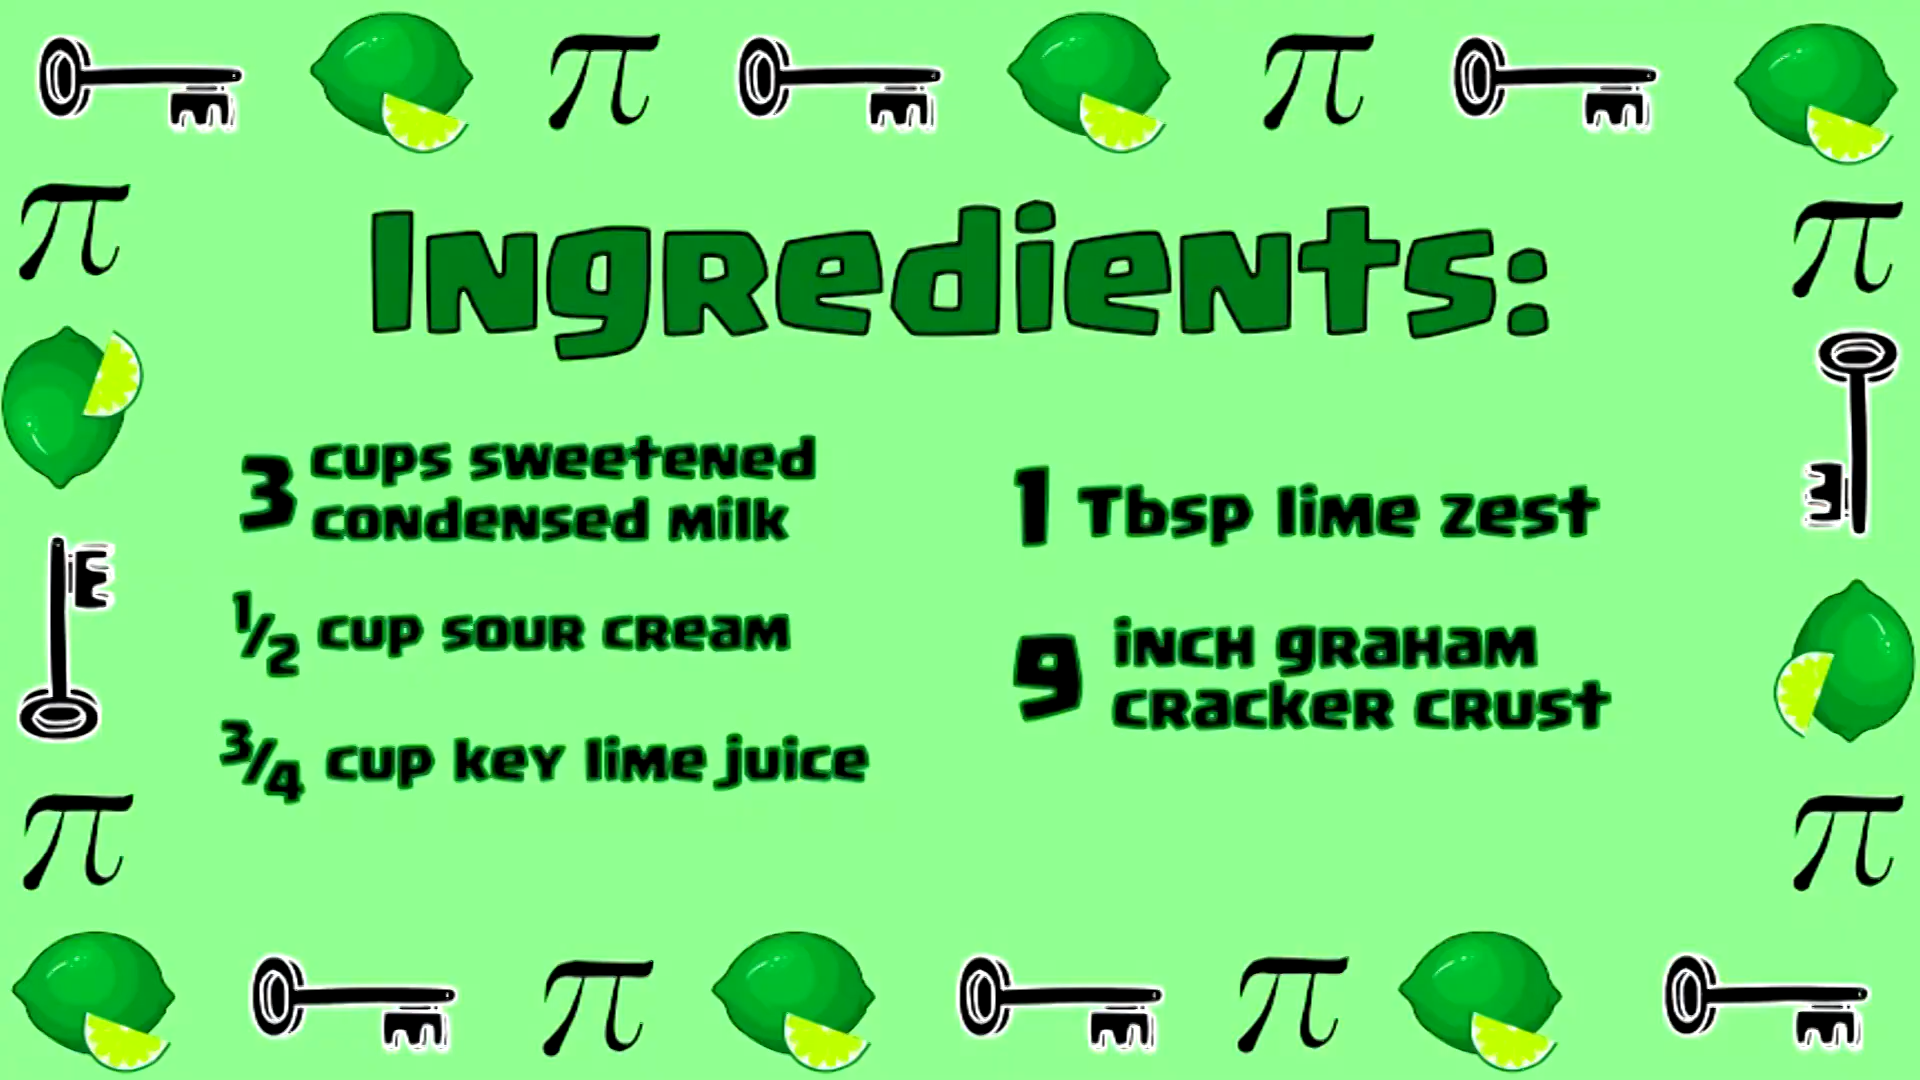 Ingredients:
3 cups sweetened
condensed milk
½ cup sour cream
¾ cup key lime juice
1 Tbsp lime zest
9 inch graham
cracker crust